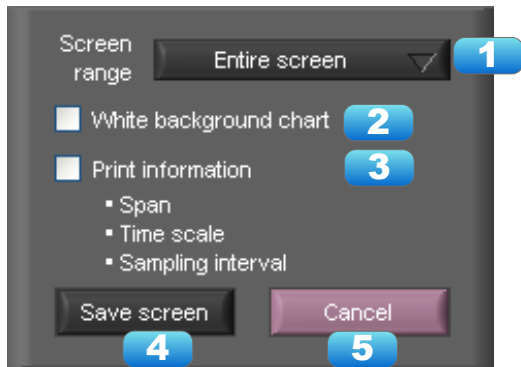 Screen
range
Entire screen
1
White background chart
2
Print information
3
▪ Span
▪ Time scale
▪ Sampling interval
Save screen
Cancel
4
5